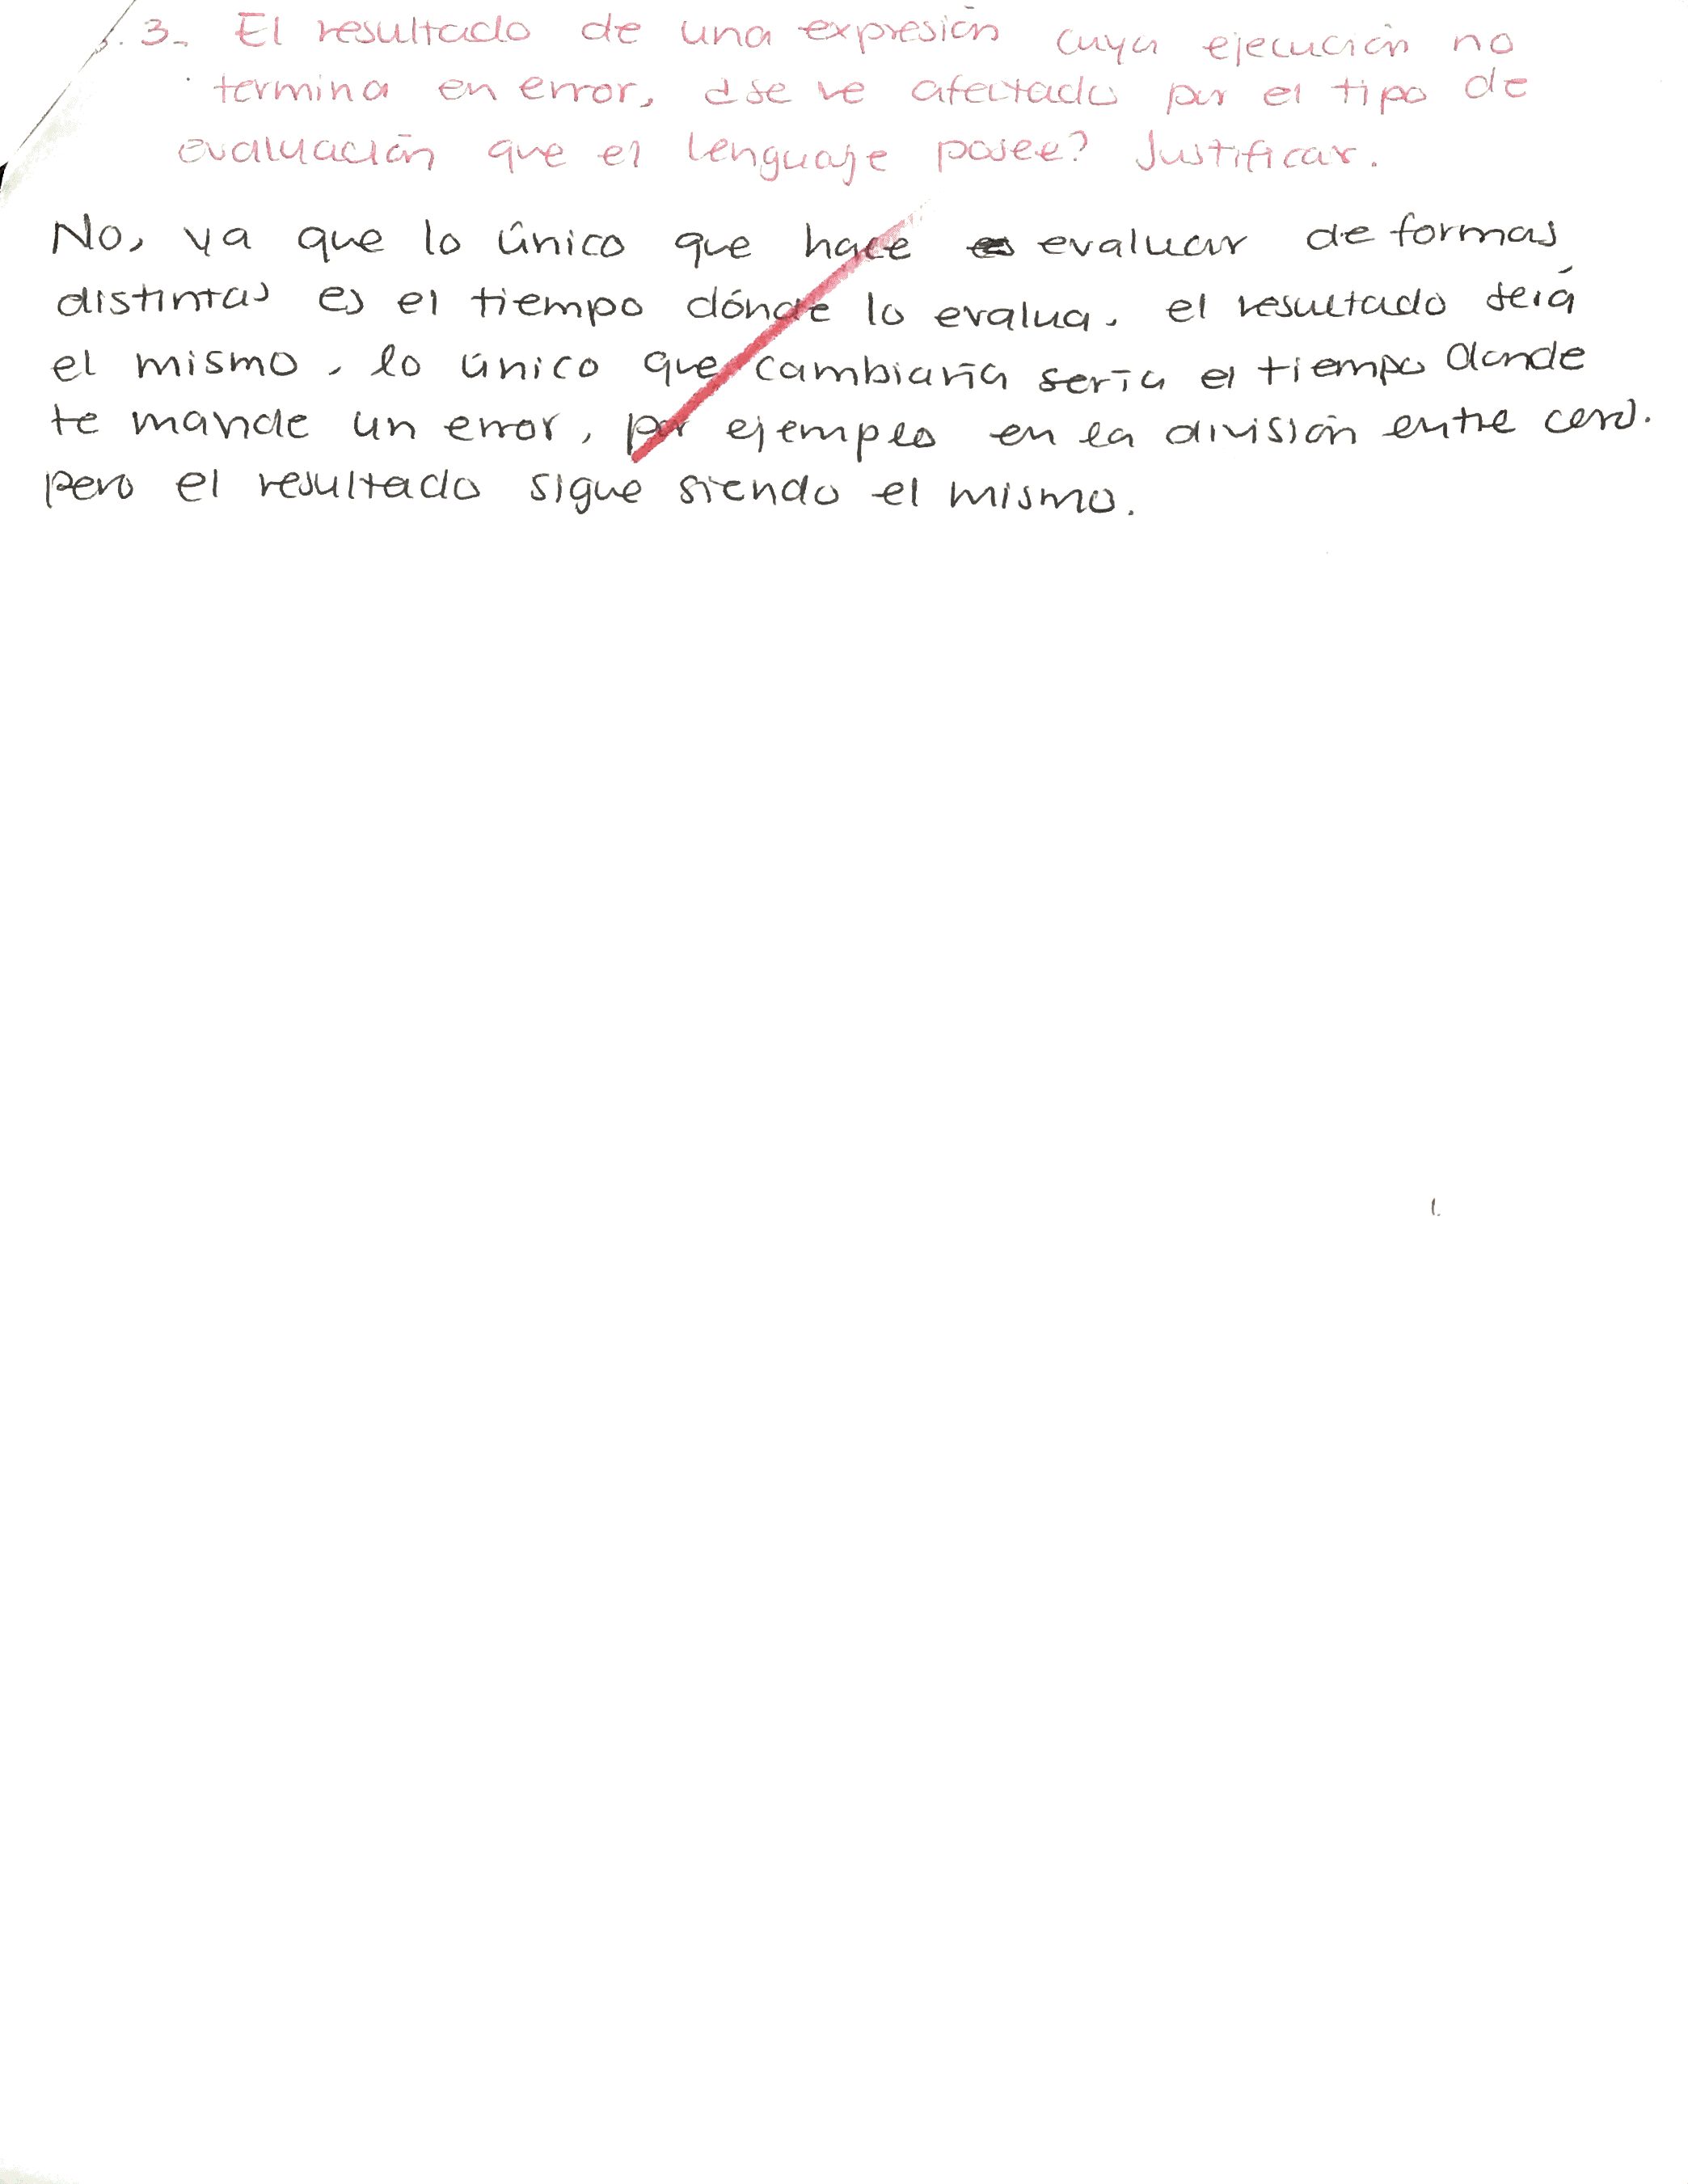 3.- El resultado de una expresión cuya ejecución no
termina en error, ¿se ve afectado por el tipo de
evaluación que el lenguaje posee? Justificar.
No, ya que lo único que hace evaluar de formas
distintas es el tiempo dónde lo evalua. el resultado será
el mismo, lo único que cambiaría sería el tiempo donde
te mande un error, por ejemplo en la división entre cero.
pero el resultado sigue siendo el mismo.